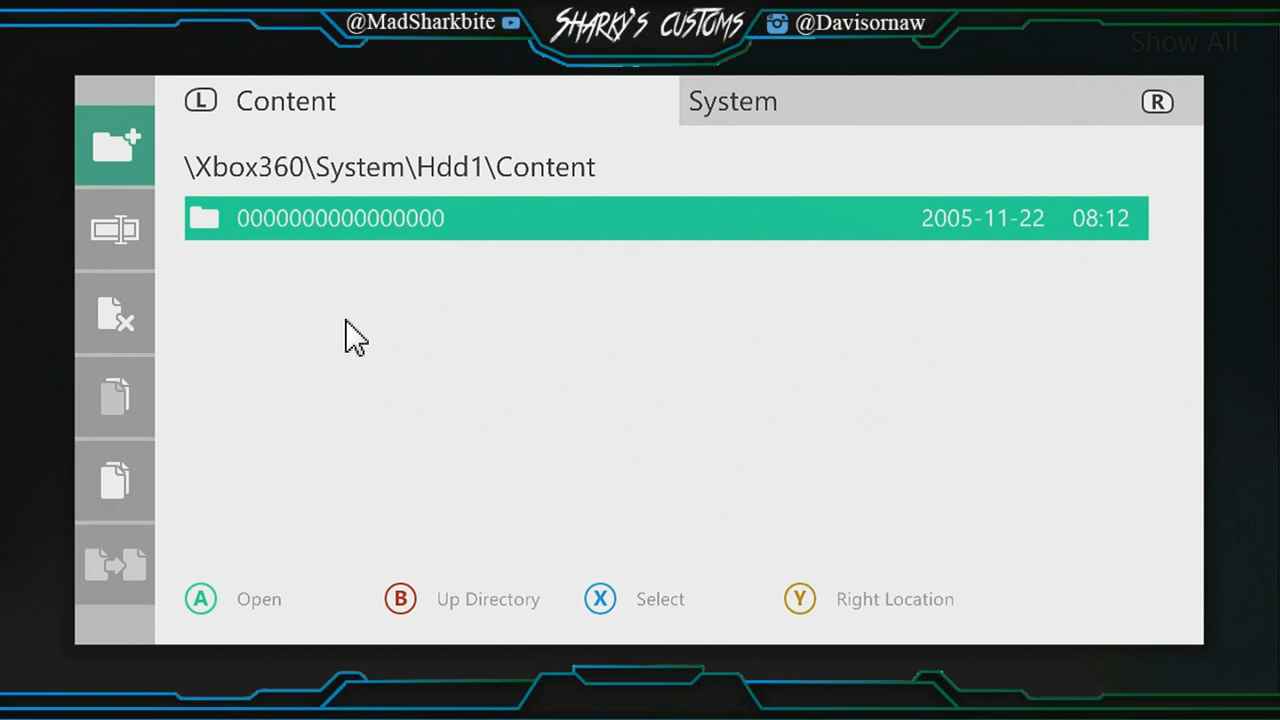 @MadSharkbite SHARKY'S CUSTOMS @Davisornaw
Show All
L Content
System R
\Xbox360\System\Hdd1\Content
0000000000000000 2005-11-22 08:12
A Open B Up Directory X Select Y Right Location